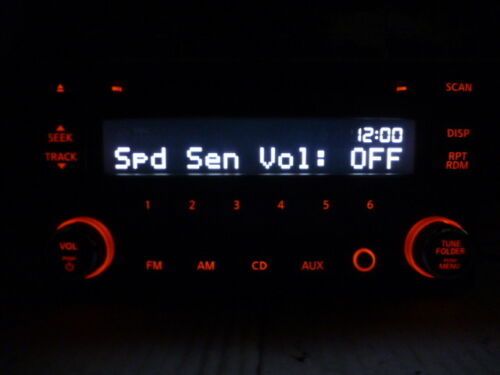 SCAN
12:00
SEEK
DISP
Spd Sen Vol: OFF
TRACK
RPT
RDM
1 2 3 4 5 6
VOL
TUNE
FOLDER
PUSH
MENU
FM AM CD AUX